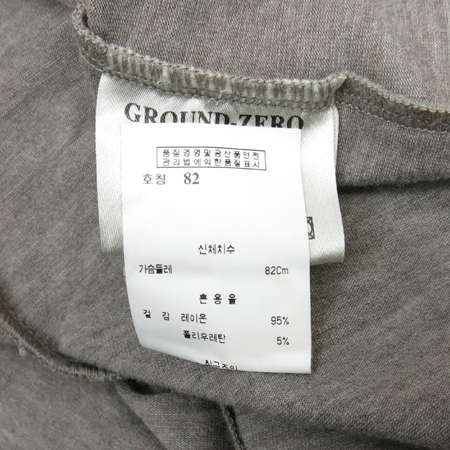 GROUND-ZERO
품질경영및공산품안전
관리법에의한품질표시
호칭 82
신체치수
가슴둘레 82Cm
혼용율
겉감 레이온 95%
폴리우레탄 5%